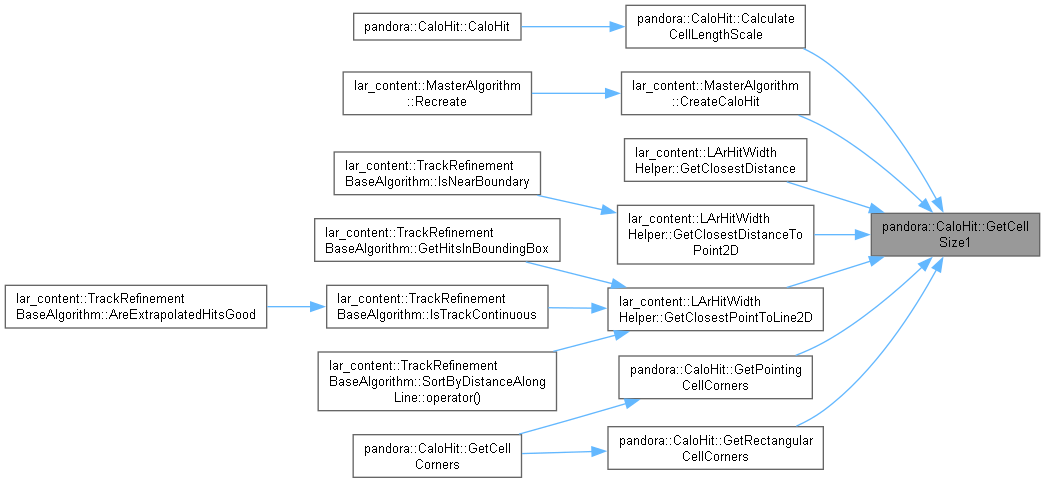 pandora::CaloHit::CaloHit
pandora::CaloHit::Calculate
CellLengthScale
lar_content::MasterAlgorithm
::Recreate
lar_content::MasterAlgorithm
::CreateCaloHit
lar_content::LArHitWidth
Helper::GetClosestDistance
lar_content::TrackRefinement
BaseAlgorithm::IsNearBoundary
lar_content::LArHitWidth
Helper::GetClosestDistanceTo
Point2D
pandora::CaloHit::GetCell
Size1
lar_content::TrackRefinement
BaseAlgorithm::GetHitsInBoundingBox
lar_content::TrackRefinement
BaseAlgorithm::AreExtrapolatedHitsGood
lar_content::TrackRefinement
BaseAlgorithm::IsTrackContinuous
lar_content::LArHitWidth
Helper::GetClosestPointToLine2D
lar_content::TrackRefinement
BaseAlgorithm::SortByDistanceAlong
Line::operator()
pandora::CaloHit::GetPointing
CellCorners
pandora::CaloHit::GetCell
Corners
pandora::CaloHit::GetRectangular
CellCorners